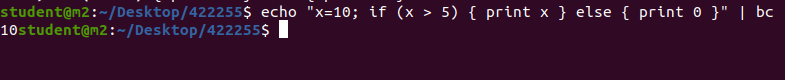 student@m2:~/Desktop/422255$ echo "x=10; if (x > 5) { print x } else { print 0 }" | bc
10student@m2:~/Desktop/422255$